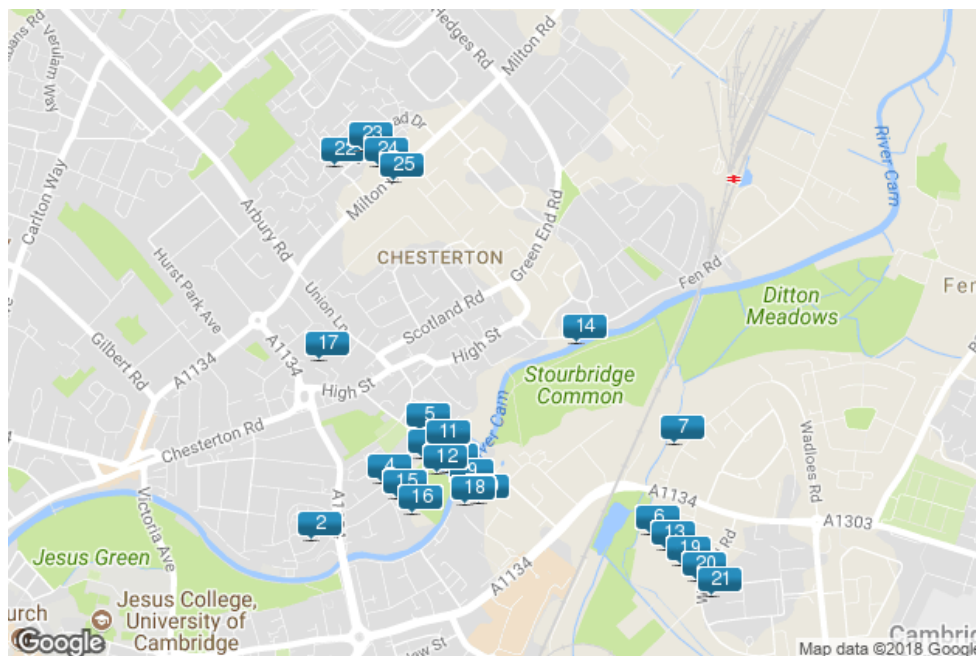 Verulam Way
Hedges Rd
Milton Rd
23
22
24
25
Milton
River Cam
Carlton Way
Arbury Rd
Green End Rd
CHESTERTON
Hurst Park Ave
Union Ln
Scotland Rd
Fen Rd
Ditton
Meadows
14
17
High St
A1134
Gilbert Rd
A1134
Stourbridge
Common
High St
5
7
11
Wadloes Rd
Chesterton Rd
12
4
9
15
16
18
A1134
A1303
Victoria Ave
2
6
13
19
20
21
Jesus Green
A1134
Jesus College,
University of
Cambridge
Google
Map data ©2018 Google